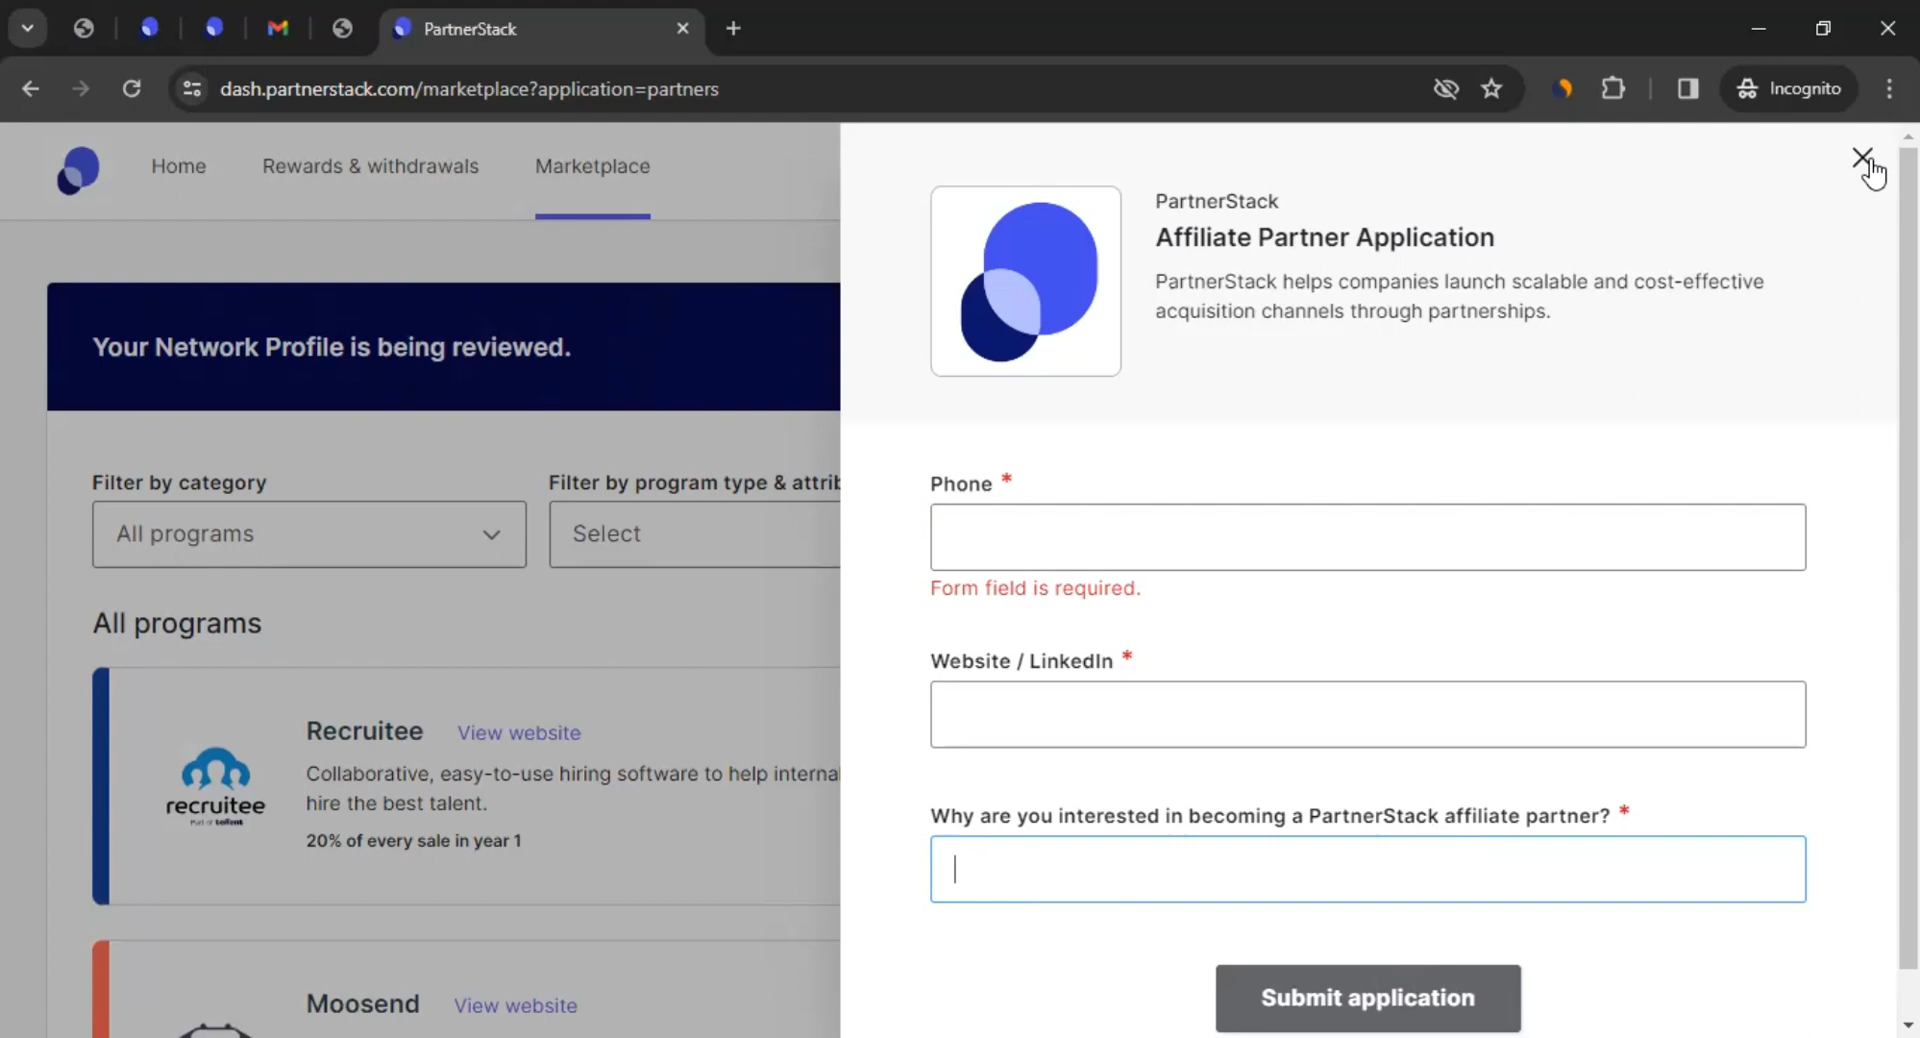 PartnerStack
dash.partnerstack.com/marketplace?application=partners
Incognito
Home
Rewards & withdrawals
Marketplace
Your Network Profile is being reviewed.
Filter by category
Filter by program type & attrib
All programs
Select
All programs
recruitee
Part of tellent
Recruitee
View website
Collaborative, easy-to-use hiring software to help interna
hire the best talent.
20% of every sale in year 1
Moosend
View website
PartnerStack
Affiliate Partner Application
PartnerStack helps companies launch scalable and cost-effective
acquisition channels through partnerships.
Phone *
Form field is required.
Website / LinkedIn *
Why are you interested in becoming a PartnerStack affiliate partner? *
Submit application